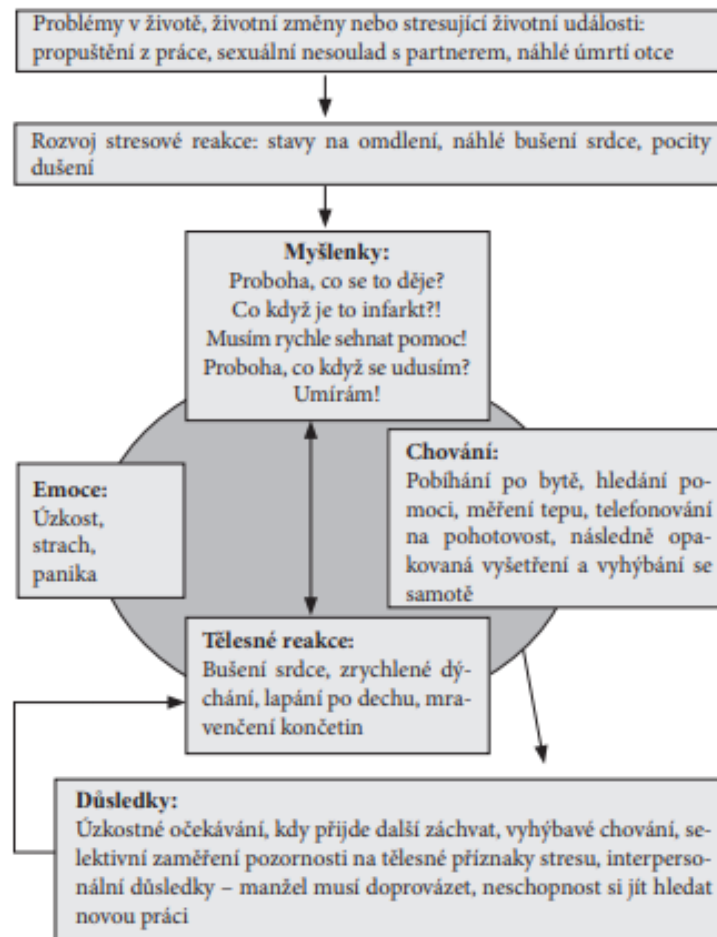 Problémy v životě, životní změny nebo stresující životní události:
propuštění z práce, sexuální nesoulad s partnerem, náhlé úmrtí otce
Rozvoj stresové reakce: stavy na omdlení, náhlé bušení srdce, pocity
dušení
Myšlenky:
Proboha, co se to děje?
Co když je to infarkt?!
Musím rychle sehnat pomoc!
Proboha, co když se udusím?
Umírám!
Emoce:
Úzkost,
strach,
panika
Chování:
Pobíhání po bytě, hledání po-
moci, měření tepu, telefonování
na pohotovost, následně opa-
kovaná vyšetření a vyhýbání se
samotě
Tělesné reakce:
Bušení srdce, zrychlené dý-
chání, lapání po dechu, mra-
venčení končetin
Důsledky:
Úzkostné očekávání, kdy přijde další záchvat, vyhýbavé chování, se-
lektivní zaměření pozornosti na tělesné příznaky stresu, interperso-
nální důsledky – manžel musí doprovázet, neschopnost si jít hledat
novou práci